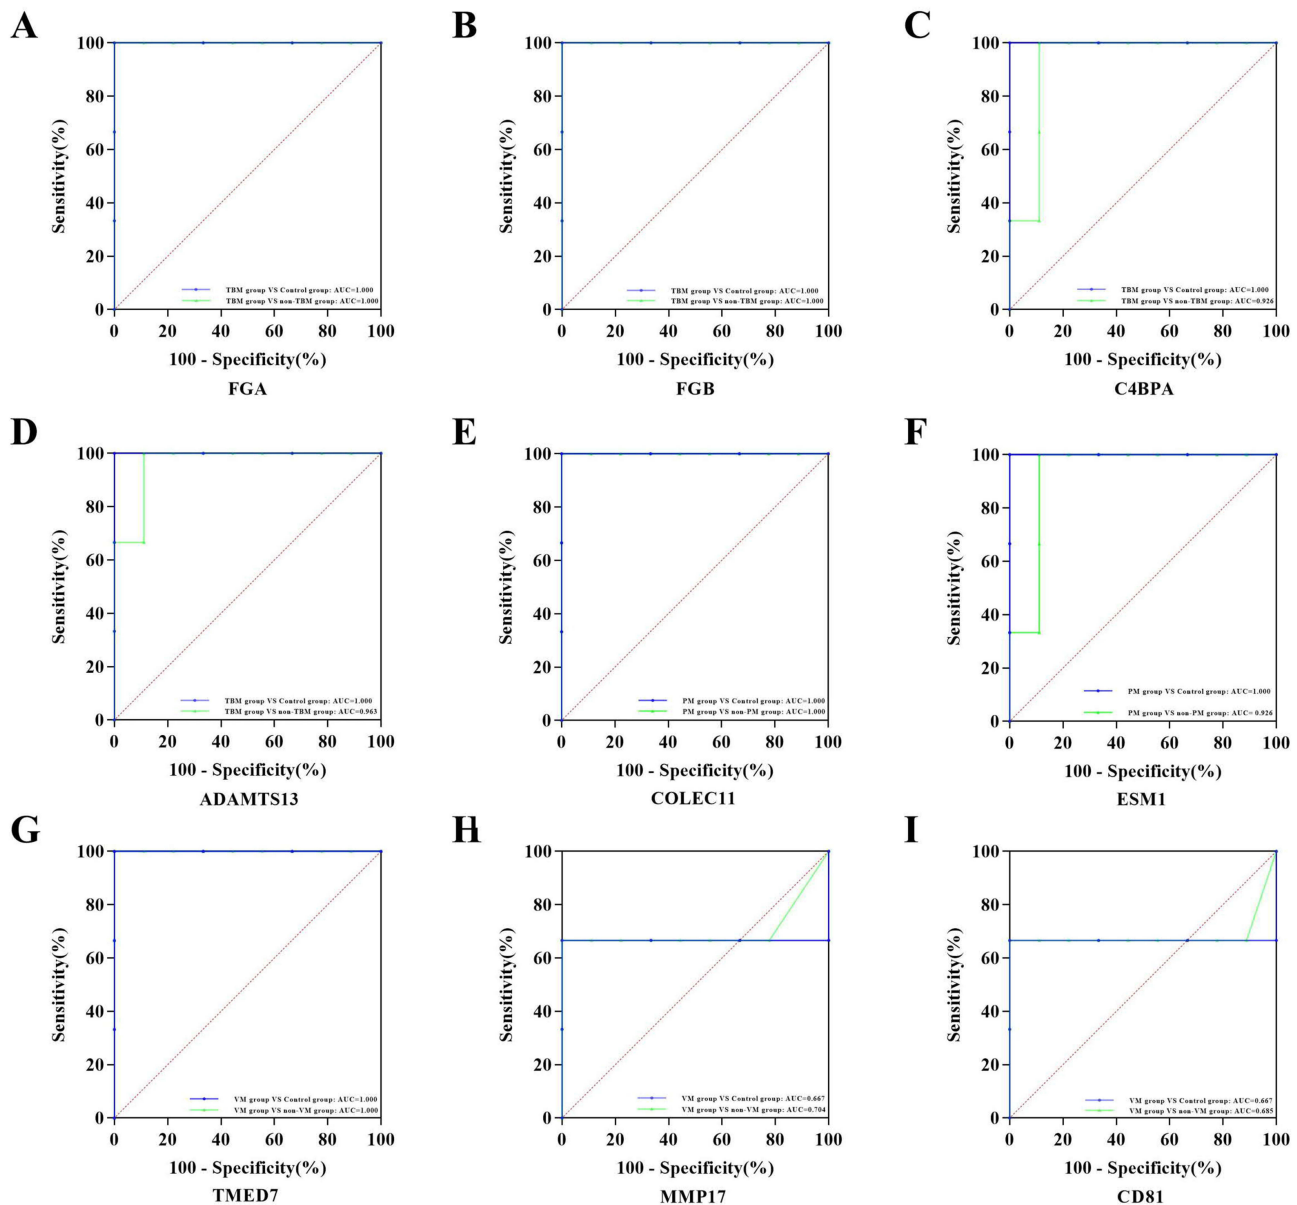 A
B
C
Sensitivity(%)
100
80
60
40
20
0
TBM group VS Control group: AUC=1.000
TBM group VS non-TBM group: AUC=1.000
0 20 40 60 80 100
100 - Specificity(%)
FGA
Sensitivity(%)
100
80
60
40
20
0
TBM group VS Control group: AUC=1.000
TBM group VS non-TBM group: AUC=1.000
0 20 40 60 80 100
100 - Specificity(%)
FGB
Sensitivity(%)
100
80
60
40
20
0
TBM group VS Control group: AUC=1.000
TBM group VS non-TBM group: AUC=0.926
0 20 40 60 80 100
100 - Specificity(%)
C4BPA
D
E
F
Sensitivity(%)
100
80
60
40
20
0
TBM group VS Control group: AUC=1.000
TBM group VS non-TBM group: AUC=0.963
0 20 40 60 80 100
100 - Specificity(%)
ADAMTS13
Sensitivity(%)
100
80
60
40
20
0
PM group VS Control group: AUC=1.000
PM group VS non-PM group: AUC=1.000
0 20 40 60 80 100
100 - Specificity(%)
COLEC11
Sensitivity(%)
100
80
60
40
20
0
PM group VS Control group: AUC=1.000
PM group VS non-PM group: AUC= 0.926
0 20 40 60 80 100
100 - Specificity(%)
ESM1
G
H
I
Sensitivity(%)
100
80
60
40
20
0
VM group VS Control group: AUC=1.000
VM group VS non-VM group: AUC=1.000
0 20 40 60 80 100
100 - Specificity(%)
TMED7
Sensitivity(%)
100
80
60
40
20
0
VM group VS Control group: AUC=0.667
VM group VS non-VM group: AUC=0.704
0 20 40 60 80 100
100 - Specificity(%)
MMP17
Sensitivity(%)
100
80
60
40
20
0
VM group VS Control group: AUC=0.667
VM group VS non-VM group: AUC=0.685
0 20 40 60 80 100
100 - Specificity(%)
CD81